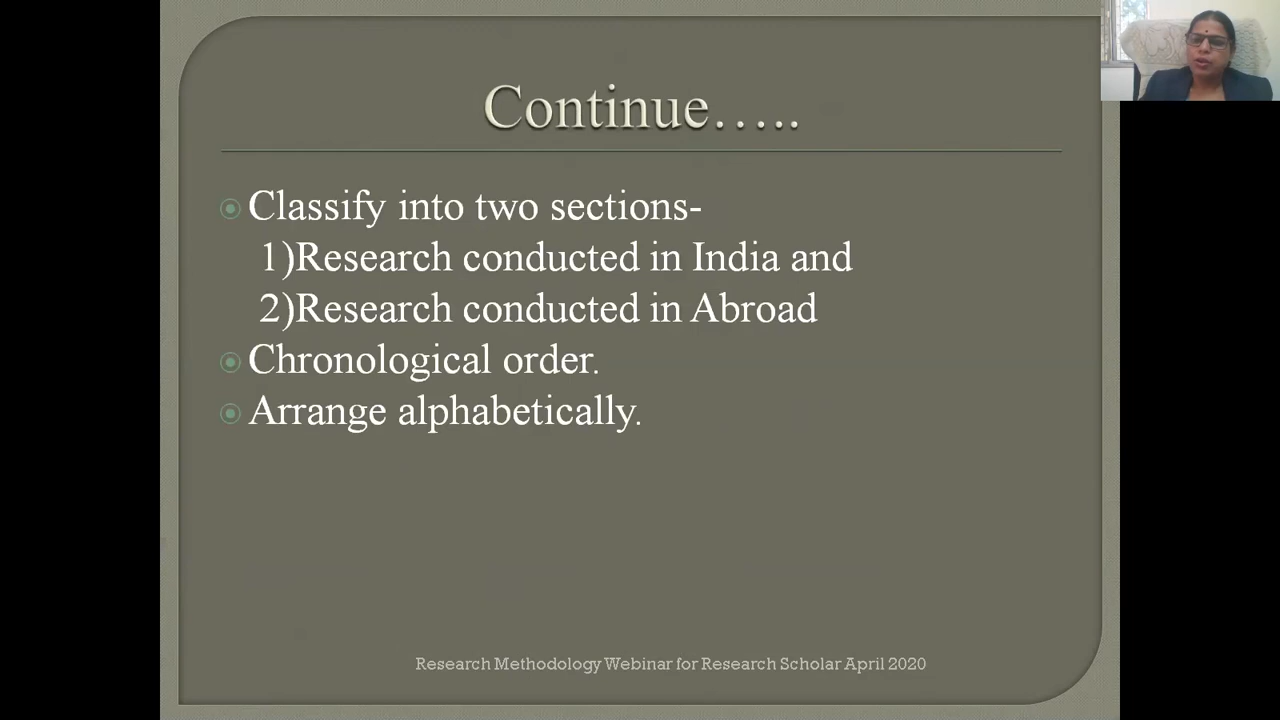 Continue…..
Classify into two sections-
1)Research conducted in India and
2)Research conducted in Abroad
Chronological order.
Arrange alphabetically.
Research Methodology Webinar for Research Scholar April 2020